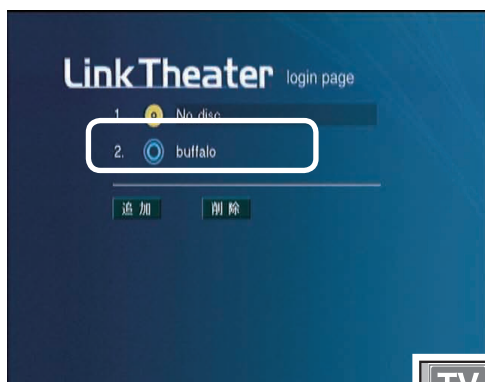 LinkTheater login page
1. No disc
2. buffalo
追加 削除
TV